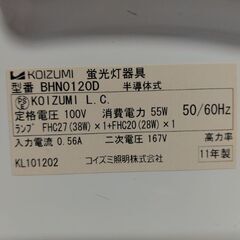 KOIZUMI 蛍光灯器具
型番 BHN0120D 半導体式
PS E KOIZUMI L.C.
定格電圧 100V 消費電力 55W 50/60Hz
ランプ FHC27(38W)×1+FHC20(28W)×1
入力電流 0.56A 二次電圧 167V 高力率
KL101202 コイズミ照明株式会社 11年製